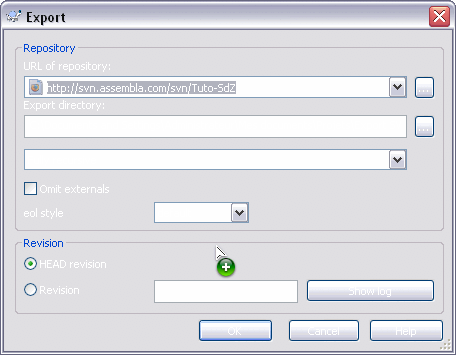 Export
Repository
URL of repository:
http://svn.assembla.com/svn/Tuto-SdZ
...
Export directory:
...
Omit externals
eol style
Revision
HEAD revision
Revision
Show log
OK
Cancel
Help